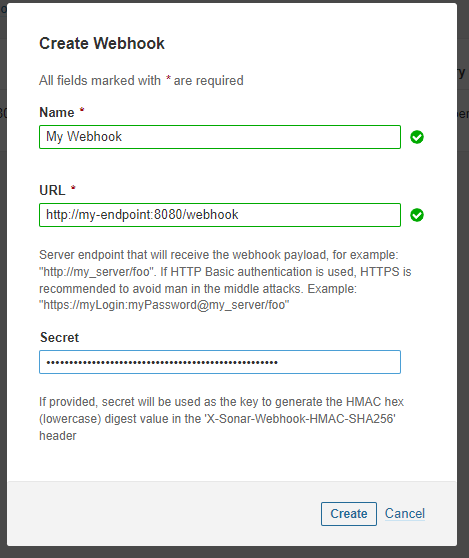 Create Webhook
All fields marked with * are required
Name *
My Webhook
URL *
http://my-endpoint:8080/webhook
Server endpoint that will receive the webhook payload, for example:
"http://my_server/foo". If HTTP Basic authentication is used, HTTPS is
recommended to avoid man in the middle attacks. Example:
"https://myLogin:myPassword@my_server/foo"
Secret
If provided, secret will be used as the key to generate the HMAC hex
(lowercase) digest value in the 'X-Sonar-Webhook-HMAC-SHA256'
header
Create Cancel